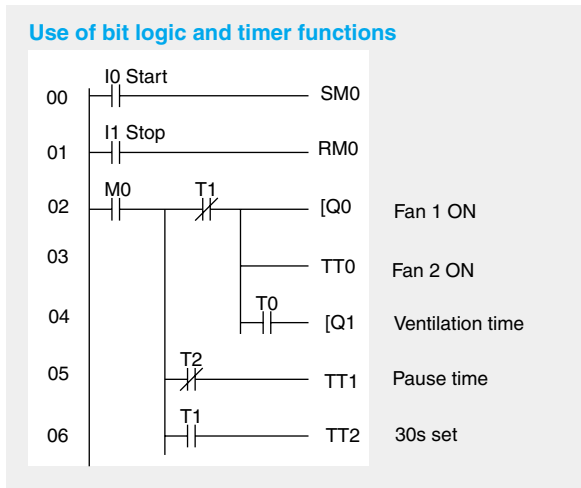 Use of bit logic and timer functions
I0 Start
00 SM0
I1 Stop
01 RM0
M0 T1
02 [Q0 Fan 1 ON
03 TT0 Fan 2 ON
T0
04 [Q1 Ventilation time
T2
05 TT1 Pause time
T1
06 TT2 30s set